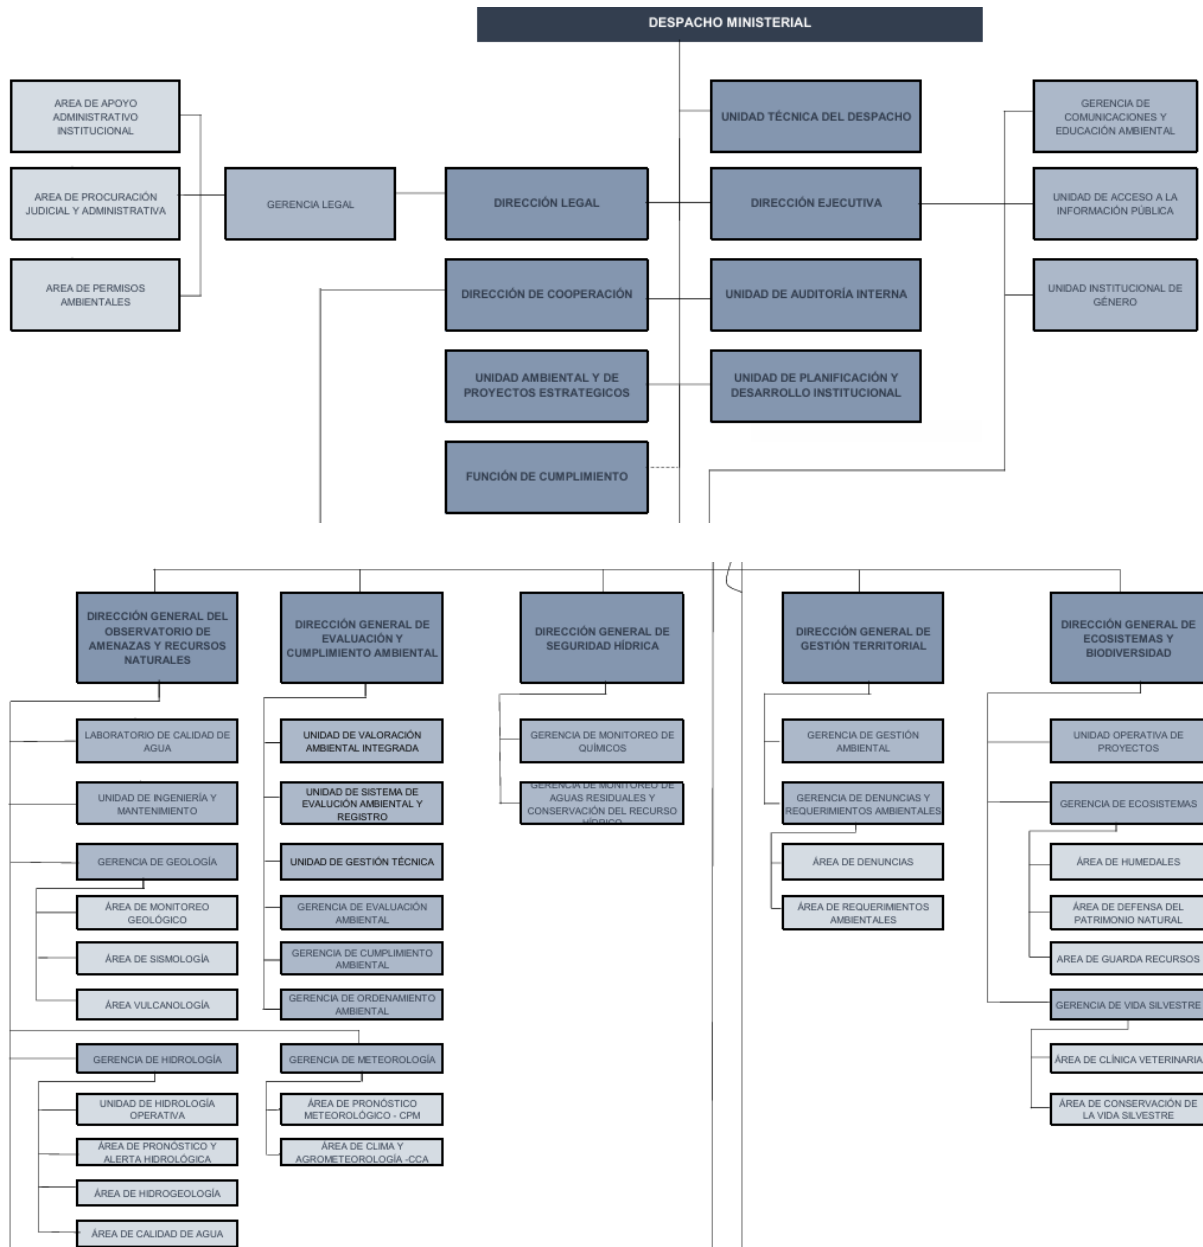 DESPACHO MINISTERIAL
AREA DE APOYO
ADMINISTRATIVO
INSTITUCIONAL
UNIDAD TÉCNICA DEL DESPACHO
GERENCIA DE
COMUNICACIONES Y
EDUCACIÓN AMBIENTAL
AREA DE PROCURACIÓN
JUDICIAL Y ADMINISTRATIVA
GERENCIA LEGAL
DIRECCIÓN LEGAL
DIRECCIÓN EJECUTIVA
UNIDAD DE ACCESO A LA
INFORMACIÓN PÚBLICA
AREA DE PERMISOS
AMBIENTALES
DIRECCIÓN DE COOPERACIÓN
UNIDAD DE AUDITORÍA INTERNA
UNIDAD INSTITUCIONAL DE
GÉNERO
UNIDAD AMBIENTAL Y DE
PROYECTOS ESTRATEGICOS
UNIDAD DE PLANIFICACIÓN Y
DESARROLLO INSTITUCIONAL
FUNCIÓN DE CUMPLIMIENTO
DIRECCIÓN GENERAL DEL
OBSERVATORIO DE
AMENAZAS Y RECURSOS
NATURALES
DIRECCIÓN GENERAL DE
EVALUACIÓN Y
CUMPLIMIENTO AMBIENTAL
DIRECCIÓN GENERAL DE
SEGURIDAD HÍDRICA
DIRECCIÓN GENERAL DE
GESTIÓN TERRITORIAL
DIRECCIÓN GENERAL DE
ECOSISTEMAS Y
BIODIVERSIDAD
LABORATORIO DE CALIDAD DE
AGUA
UNIDAD DE VALORACIÓN
AMBIENTAL INTEGRADA
GERENCIA DE MONITOREO DE
QUÍMICOS
GERENCIA DE GESTIÓN
AMBIENTAL
UNIDAD OPERATIVA DE
PROYECTOS
UNIDAD DE INGENIERÍA Y
MANTENIMIENTO
UNIDAD DE SISTEMA DE
EVALUCIÓN AMBIENTAL Y
REGISTRO
GERENCIA DE MONITOREO DE
AGUAS RESIDUALES Y
CONSERVACIÓN DEL RECURSO
HÍDRICO
GERENCIA DE DENUNCIAS Y
REQUERIMIENTOS AMBIENTALES
GERENCIA DE ECOSISTEMAS
GERENCIA DE GEOLOGÍA
UNIDAD DE GESTIÓN TÉCNICA
ÁREA DE DENUNCIAS
ÁREA DE HUMEDALES
ÁREA DE MONITOREO
GEOLÓGICO
GERENCIA DE EVALUACIÓN
AMBIENTAL
ÁREA DE REQUERIMIENTOS
AMBIENTALES
ÁREA DE DEFENSA DEL
PATRIMONIO NATURAL
ÁREA DE SISMOLOGÍA
GERENCIA DE CUMPLIMIENTO
AMBIENTAL
AREA DE GUARDA RECURSOS
ÁREA VULCANOLOGÍA
GERENCIA DE ORDENAMIENTO
AMBIENTAL
GERENCIA DE VIDA SILVESTRE
GERENCIA DE HIDROLOGÍA
GERENCIA DE METEOROLOGÍA
ÁREA DE CLÍNICA VETERINARIA
UNIDAD DE HIDROLOGÍA
OPERATIVA
ÁREA DE PRONÓSTICO
METEOROLÓGICO - CPM
ÁREA DE CONSERVACIÓN DE
LA VIDA SILVESTRE
ÁREA DE PRONÓSTICO Y
ALERTA HIDROLÓGICA
ÁREA DE CLIMA Y
AGROMETEOROLOGÍA -CCA
ÁREA DE HIDROGEOLOGÍA
ÁREA DE CALIDAD DE AGUA